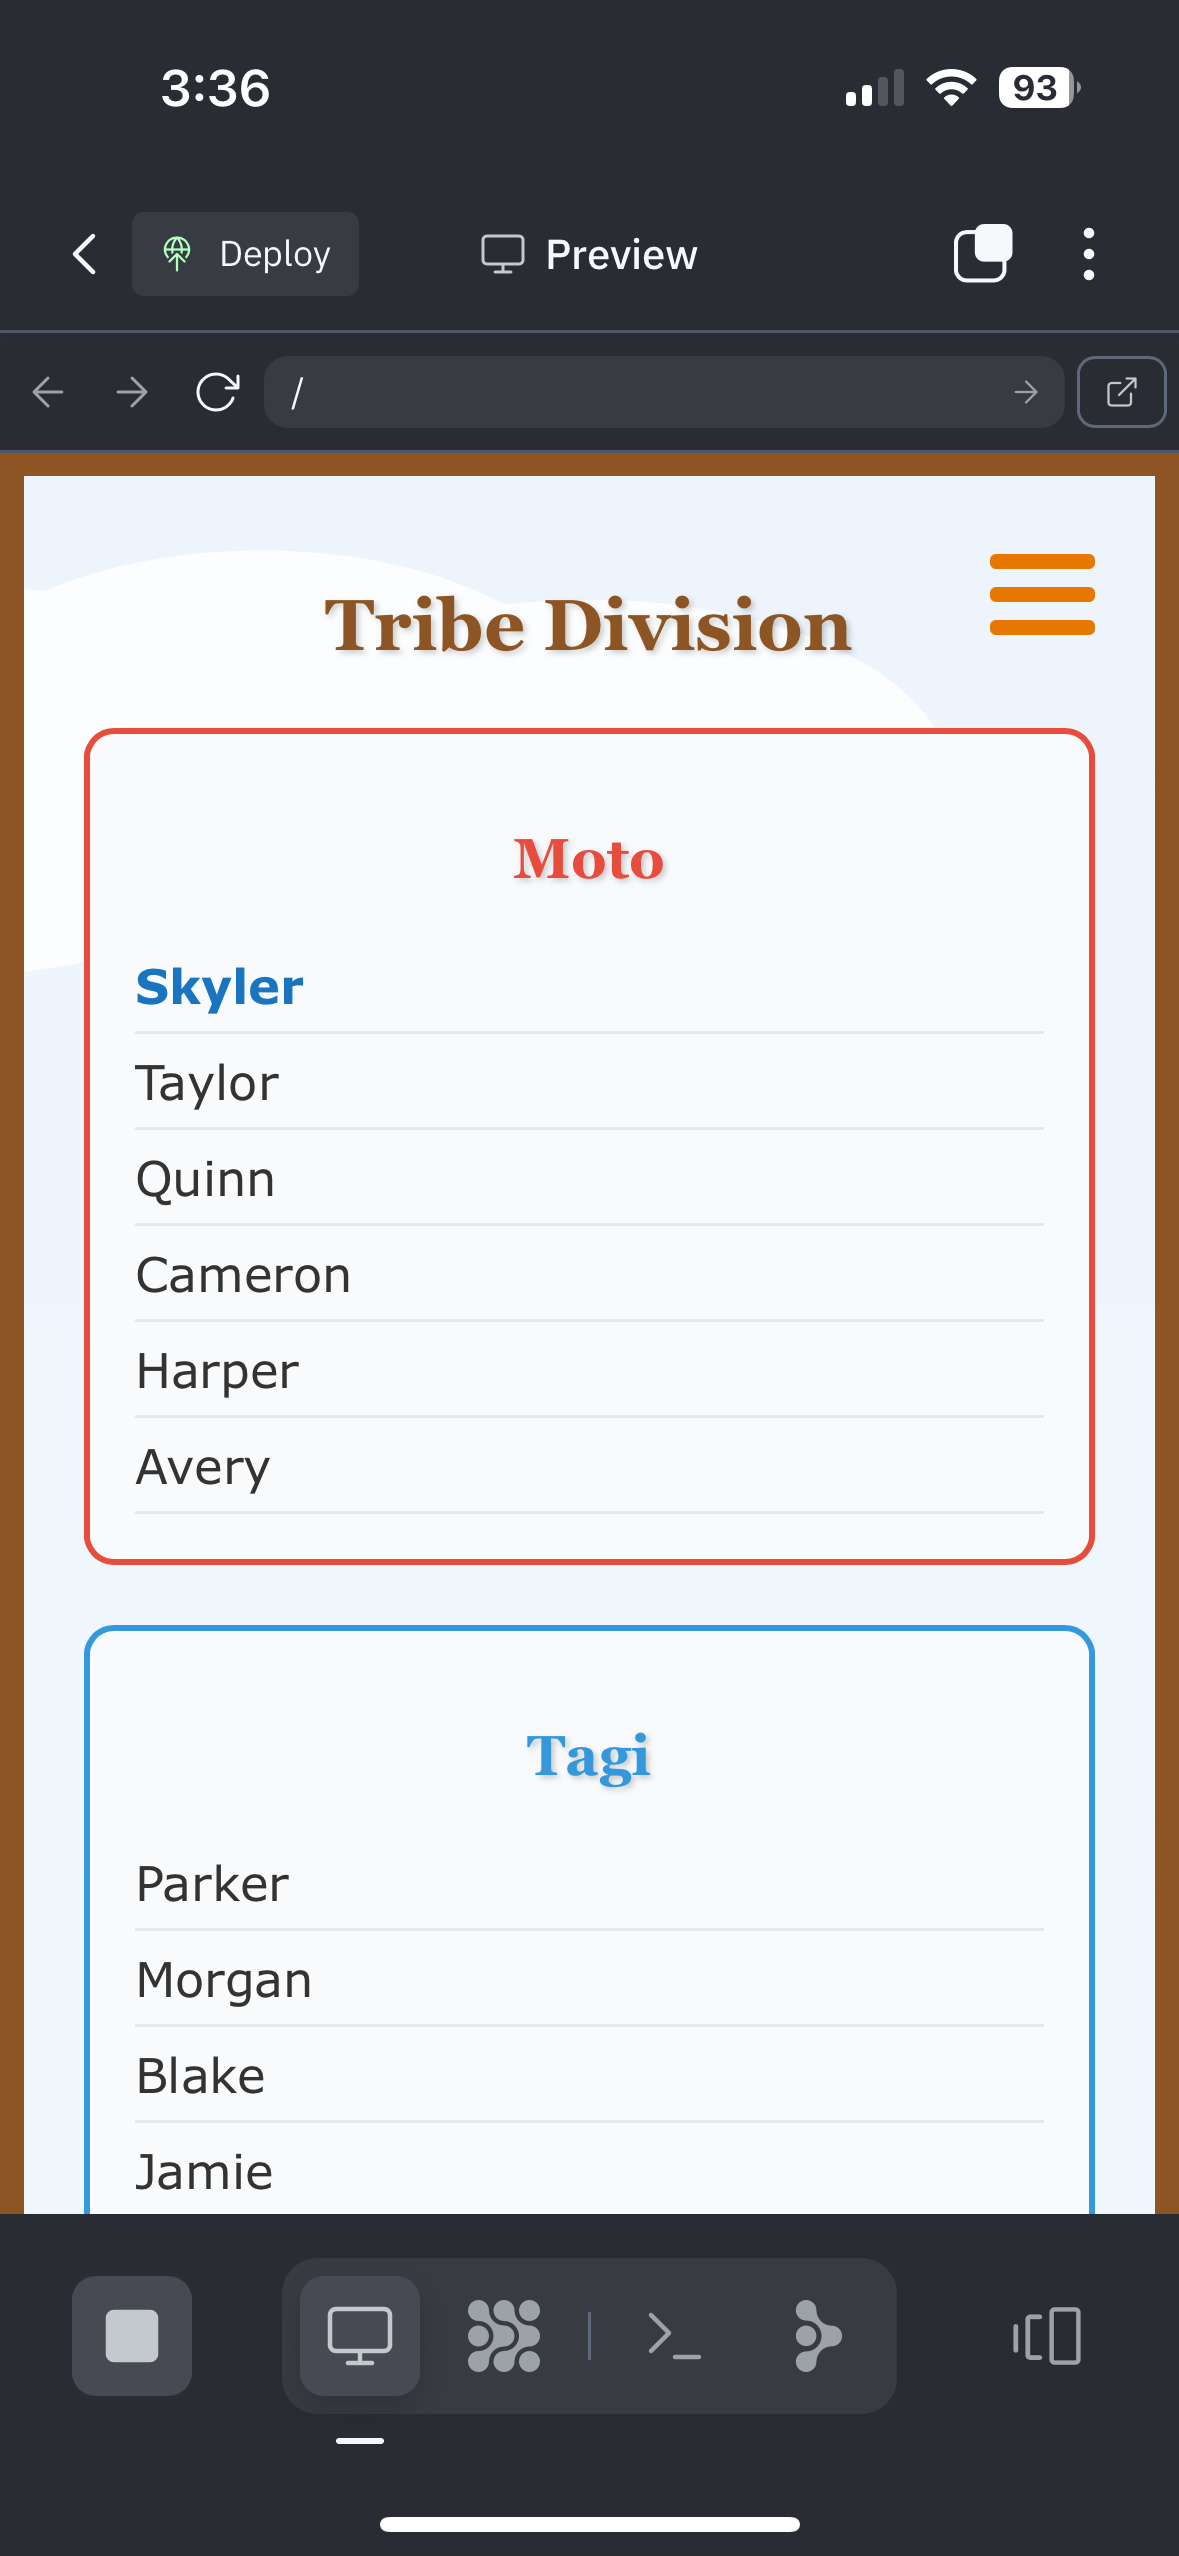 3:36
93
Deploy
Preview
/
Tribe Division
Moto
Skyler
Taylor
Quinn
Cameron
Harper
Avery
Tagi
Parker
Morgan
Blake
Jamie